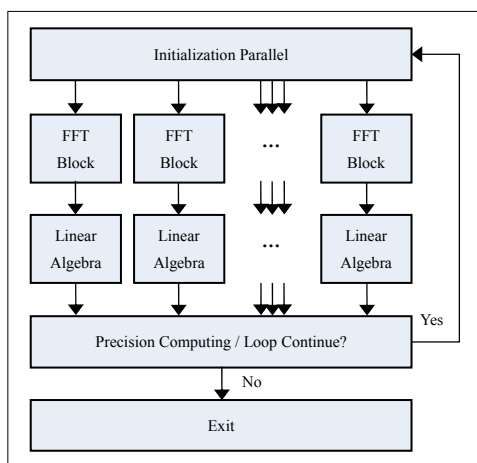 Initialization Parallel
FFT
Block
FFT
Block
...
FFT
Block
Linear
Algebra
Linear
Algebra
...
Linear
Algebra
Precision Computing / Loop Continue?
Yes
No
Exit